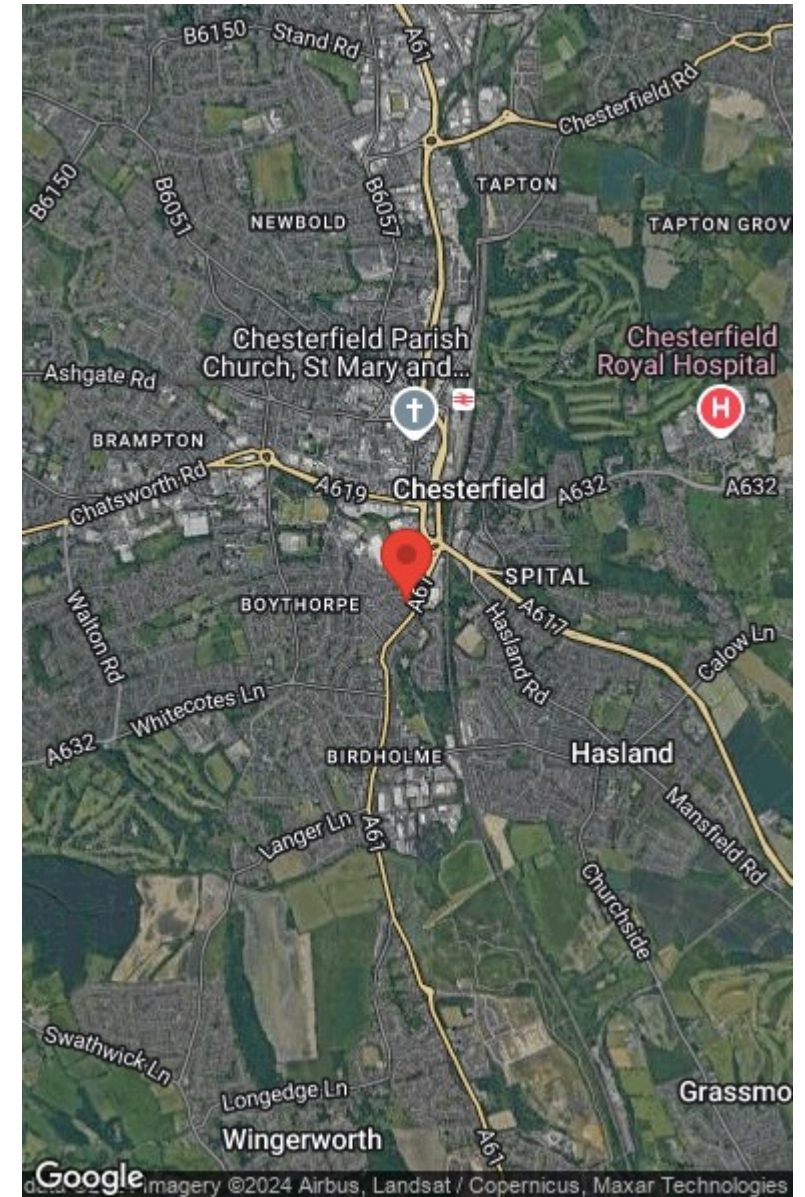 B6150
Stand Rd
A61
Chesterfield Rd
B6150
B6051
B6057
TAPTON
NEWBOLD
TAPTON GROV
Chesterfield Parish
Church, St Mary and...
Chesterfield
Royal Hospital
Ashgate Rd
H
BRAMPTON
Chatsworth Rd
A619
Chesterfield
A632
A632
SPITAL
A61
BOYTHORPE
A617
Walton Rd
Hasland Rd
Calow Ln
Whitecotes Ln
A632
BIRDHOLME
Hasland
Mansfield Rd
Langer Ln
A61
Churchside
Swathwick Ln
Longedge Ln
Grassmo
Wingerworth
A61
Google
Imagery ©2024 Airbus, Landsat / Copernicus, Maxar Technologies